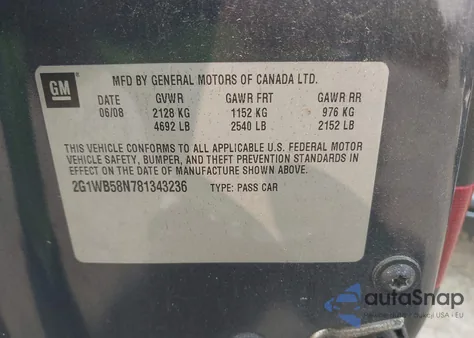 GM
MFD BY GENERAL MOTORS OF CANADA LTD.
DATE GVWR GAWR FRT GAWR RR
06/08 2128 KG 1152 KG 976 KG
4692 LB 2540 LB 2152 LB
THIS VEHICLE CONFORMS TO ALL APPLICABLE U.S. FEDERAL MOTOR
VEHICLE SAFETY, BUMPER, AND THEFT PREVENTION STANDARDS IN
EFFECT ON THE DATE OF MANUFACTURE SHOWN ABOVE.
2G1WB58N781343236 TYPE: PASS CAR
autoSnap
USA - EU